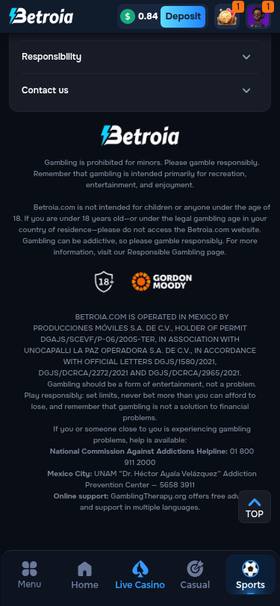 Betroia
$ 0.84 Deposit
1
1
Responsibility
Contact us
Betroia
Gambling is prohibited for minors. Please gamble responsibly.
Remember that gambling is intended primarily for recreation,
entertainment, and enjoyment.
Betroia.com is not intended for children or anyone under the age of
18. If you are under 18 years old—or under the legal gambling age in your
country of residence—please do not access the Betroia.com website.
Gambling can be addictive, so please gamble responsibly. For more
information, visit our Responsible Gambling page.
18+ GORDON
MOODY
BETROIA.COM IS OPERATED IN MEXICO BY
PRODUCCIONES MÓVILES S.A. DE C.V., HOLDER OF PERMIT
DGAJS/SCEVF/P-06/2005-TER, IN ASSOCIATION WITH
UNOCAPALLI LA PAZ OPERADORA S.A. DE C.V., IN ACCORDANCE
WITH OFFICIAL LETTERS DGJS/1580/2021,
DGJS/DCRCA/2272/2021 AND DGJS/DCRCA/2965/2021.
Gambling should be a form of entertainment, not a problem.
Play responsibly: set limits, never bet more than you can afford to
lose, and remember that gambling is not a solution to financial
problems.
If you or someone close to you is experiencing gambling
problems, help is available:
National Commission Against Addictions Helpline: 01 800
911 2000
Mexico City: UNAM “Dr. Héctor Ayala Velázquez” Addiction
Prevention Center — 5658 3911
Online support: GamblingTherapy.org offers free
and support in multiple languages.
TOP
Menu
Home
Live Casino
Casual
Sports